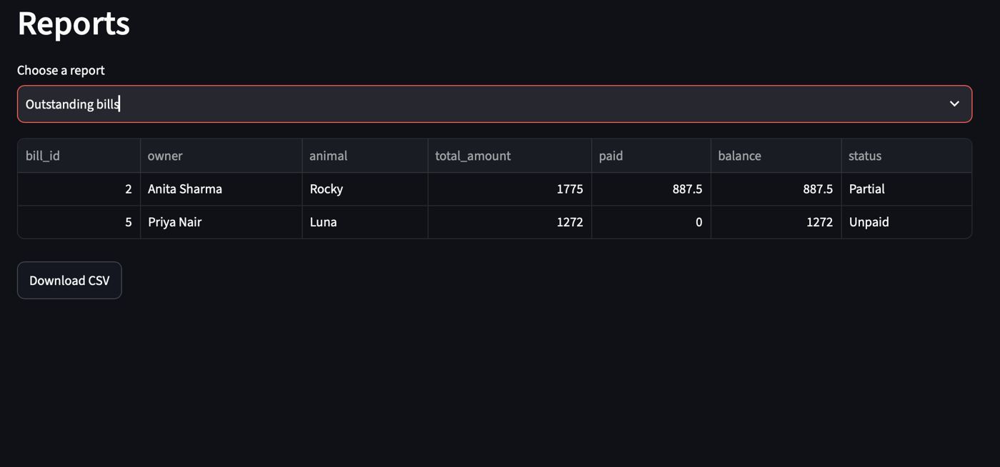 Reports
Choose a report
Outstanding bills
bill_id owner animal total_amount paid balance status
2 Anita Sharma Rocky 1775 887.5 887.5 Partial
5 Priya Nair Luna 1272 0 1272 Unpaid
Download CSV